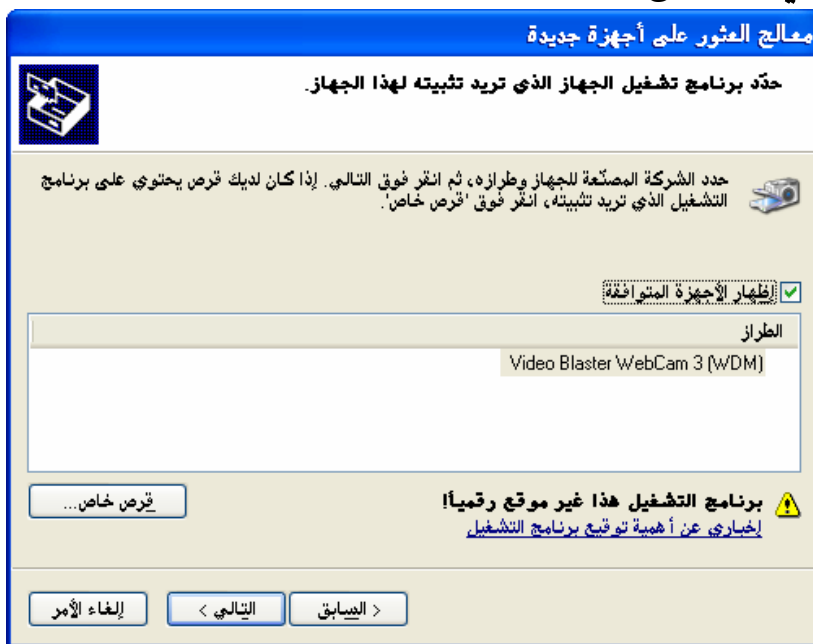 معالج العثور على أجهزة جديدة
حدّد برنامج تشغيل الجهاز الذي تريد تثبيته لهذا الجهاز.
حدد الشركة المصنّعة للجهاز وطرازه، ثم انقر فوق التالي. إذا كان لديك قرص يحتوي على برنامج
التشغيل الذي تريد تثبيته، انقر فوق 'قرص خاص'.
إظهار الأجهزة المتوافقة
الطراز
Video Blaster WebCam 3 (WDM)
برنامج التشغيل هذا غير موقع رقمياً!
قرص خاص...
إخباري عن أهمية توقيع برنامج التشغيل
< السابق
التالي >
إلغاء الأمر